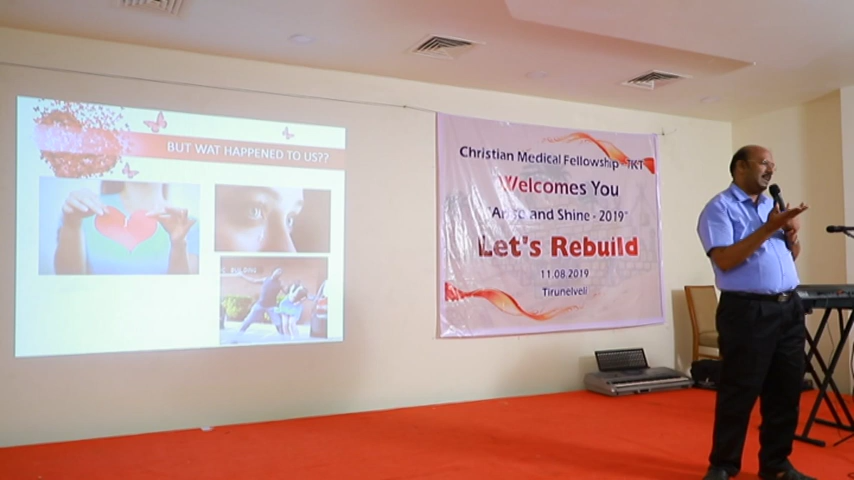 BUT WAT HAPPENED TO US??
Christian Medical Fellowship - TKT
Welcomes You
"Arise and Shine - 2019"
Let's Rebuild
11.08.2019
Tirunelveli